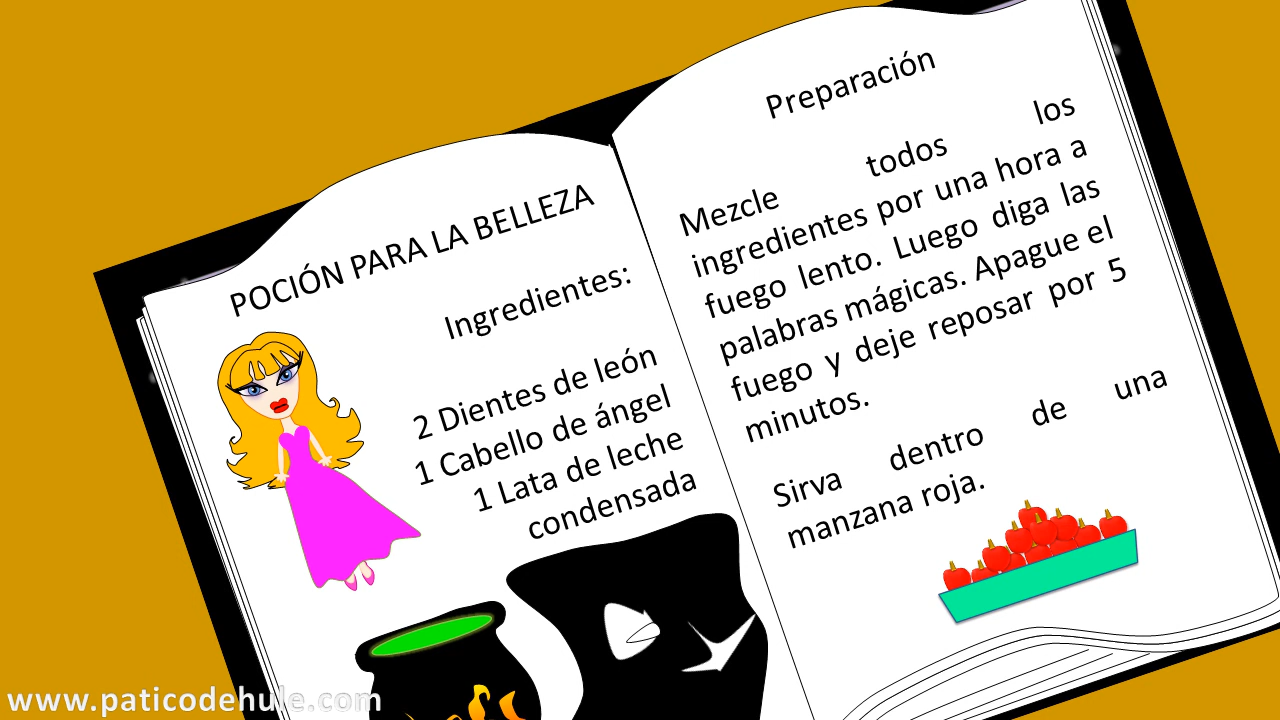 POCIÓN PARA LA BELLEZA
Ingredientes:
2 Dientes de león
1 Cabello de ángel
1 Lata de leche
condensada
Preparación
Mezcle todos los
ingredientes por una hora a
fuego lento. Luego diga las
palabras mágicas. Apague el
fuego y deje reposar por 5
minutos.
Sirva dentro de una
manzana roja.
www.paticodehule.com